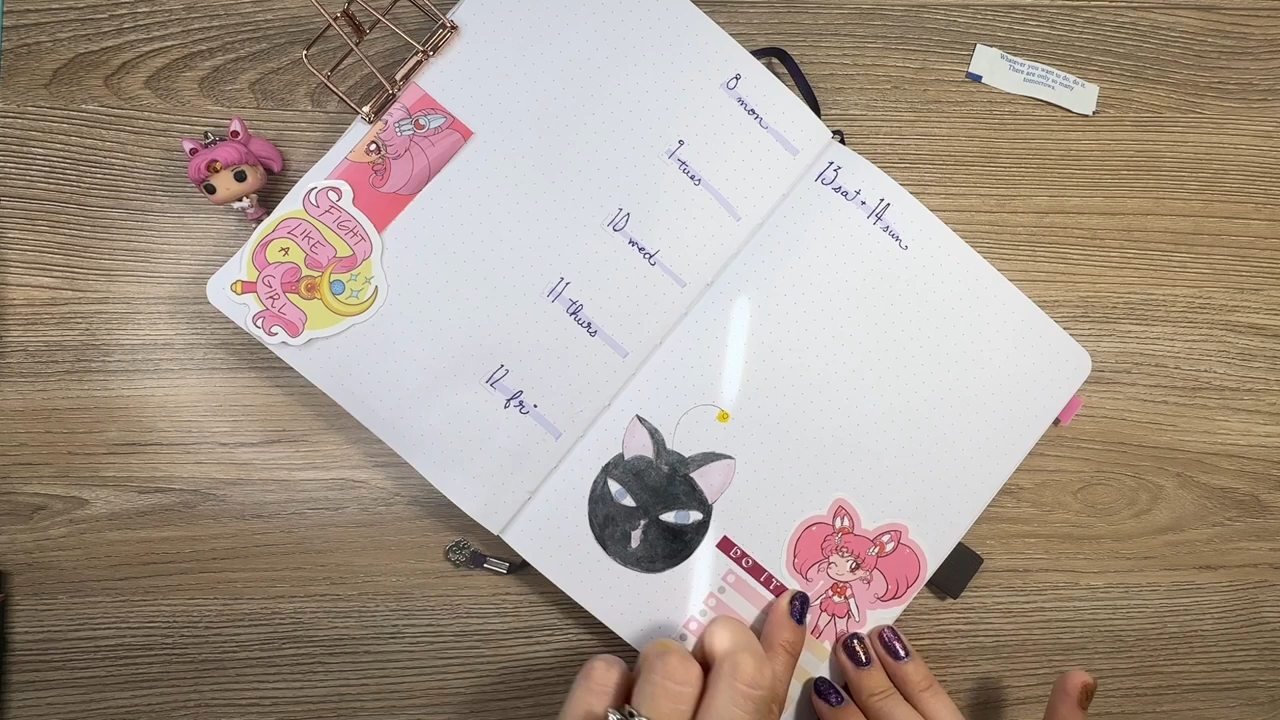 8 mon
9 tues
10 wed
11 thurs
12 fri
13 sat + 14 sun
FIGHT
LIKE
A
GIRL
DO IT
Whatever you want to do, do it.
There are only so many
tomorrows.